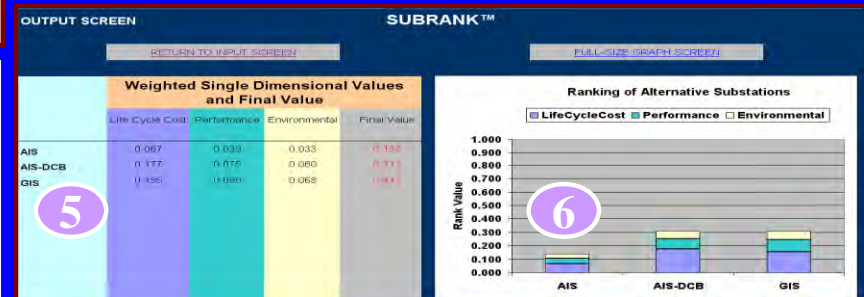 OUTPUT SCREEN
SUBRANK™
RETURN TO INPUT SCREEN
FULL-SIZE GRAPH SCREEN
Weighted Single Dimensional Values
and Final Value
Life Cycle Cost Performance Environmental Final Value
AIS 0.067 0.039 0.033
AIS-DCB 0.177 0.075 0.060
GIS 0.068
5
Ranking of Alternative Substations
LifeCycleCost Performance Environmental
Rank Value
1.000
0.900
0.800
0.700
0.600
0.500
0.400
0.300
0.200
0.100
0.000
6
AIS AIS-DCB GIS